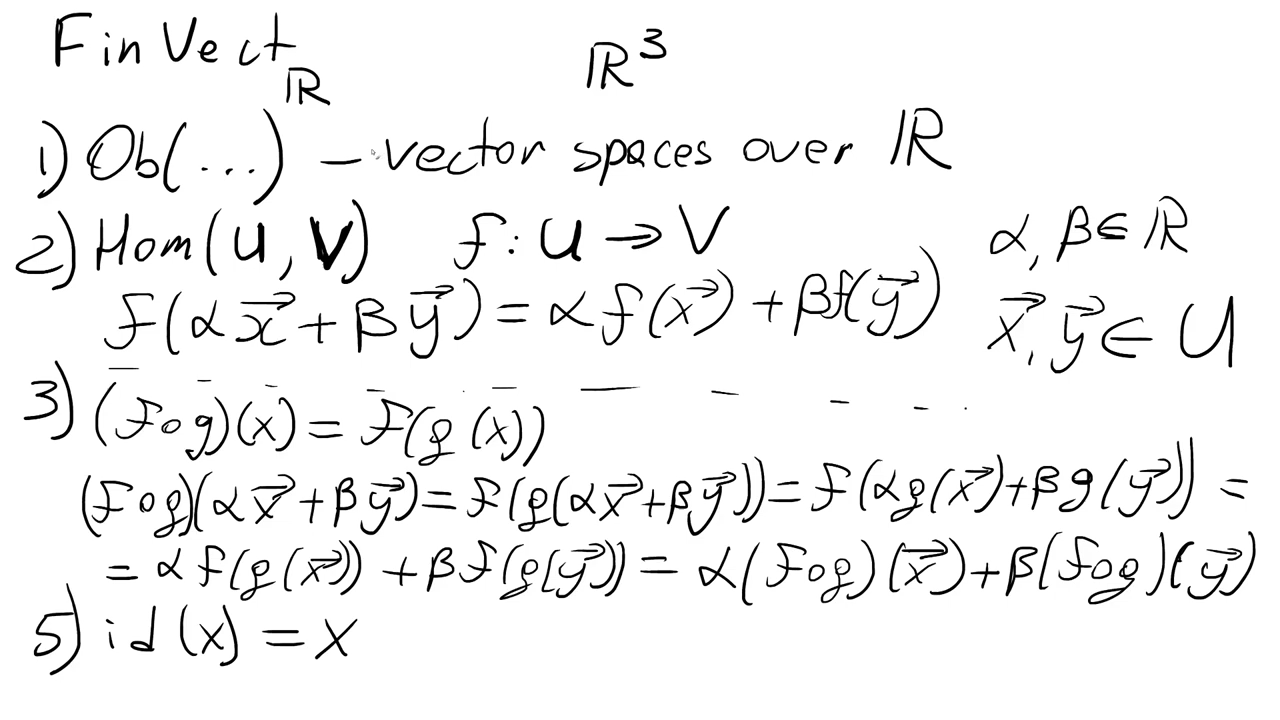 FinVect_ℝ ℝ³
1) Ob(...) – vector spaces over ℝ
2) Hom(U, V) f: U → V α, β ∈ ℝ
f(αx⃗ + βy⃗) = αf(x⃗) + βf(y⃗) x⃗, y⃗ ∈ U
3) (f∘g)(x) = f(g(x))
(f∘g)(αx⃗ + βy⃗) = f(g(αx⃗ + βy⃗)) = f(αg(x⃗) + βg(y⃗)) =
= αf(g(x⃗)) + βf(g(y⃗)) = α(f∘g)(x⃗) + β(f∘g)(y⃗)
5) id(x) = x